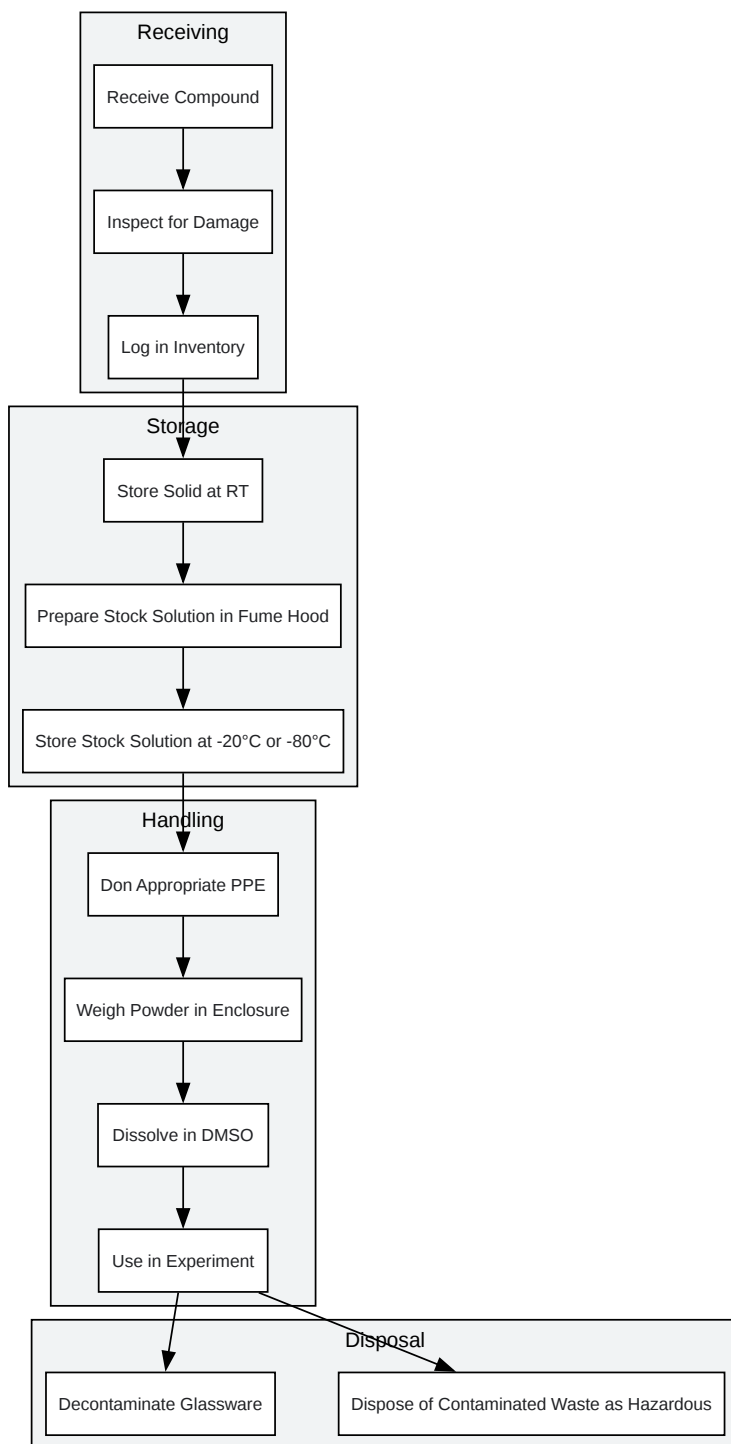 Receiving
Receive Compound
Inspect for Damage
Log in Inventory
Storage
Store Solid at RT
Prepare Stock Solution in Fume Hood
Store Stock Solution at -20°C or -80°C
Handling
Don Appropriate PPE
Weigh Powder in Enclosure
Dissolve in DMSO
Use in Experiment
Disposal
Decontaminate Glassware
Dispose of Contaminated Waste as Hazardous